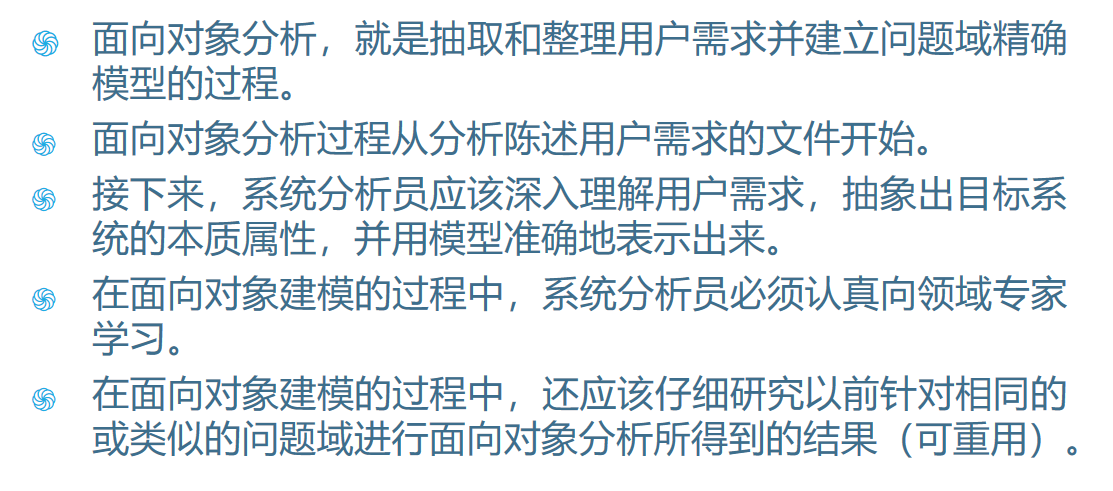 面向对象分析，就是抽取和整理用户需求并建立问题域精确
模型的过程。
面向对象分析过程从分析陈述用户需求的文件开始。
接下来，系统分析员应该深入理解用户需求，抽象出目标系
统的本质属性，并用模型准确地表示出来。
在面向对象建模的过程中，系统分析员必须认真向领域专家
学习。
在面向对象建模的过程中，还应该仔细研究以前针对相同的
或类似的问题域进行面向对象分析所得到的结果（可重用）。